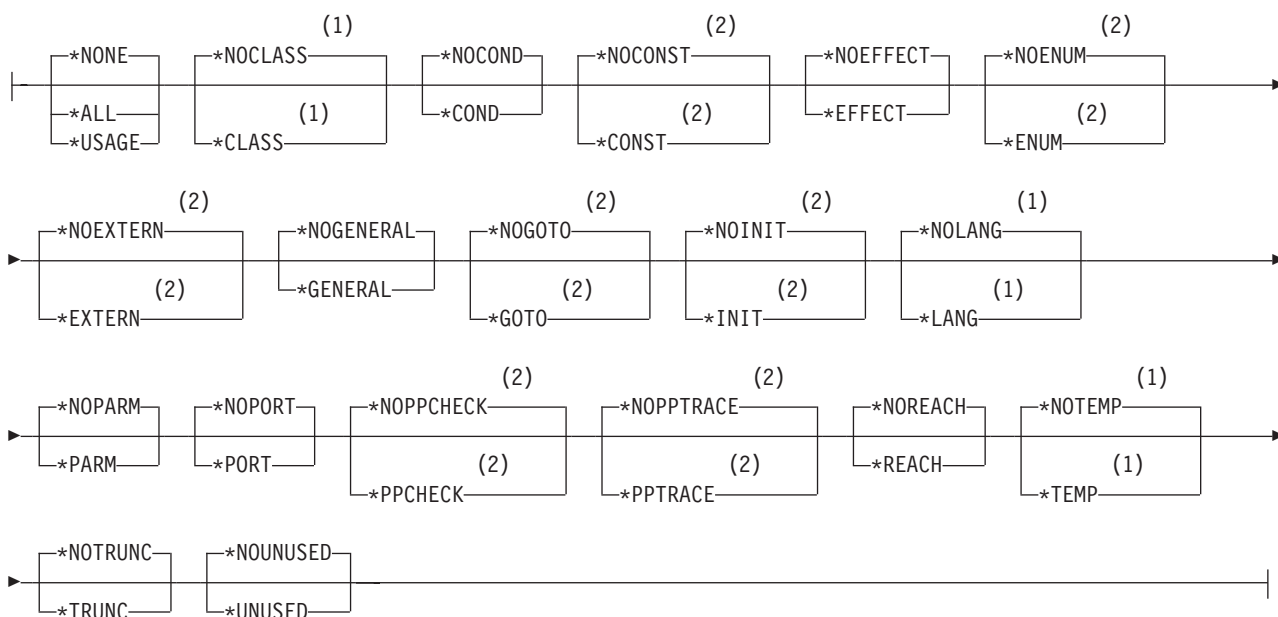 (1) (2) (2)
*NONE *NOCLASS *NOCOND *NOCONST *NOEFFECT *NOENUM
*ALL (1) *COND (2) *EFFECT (2)
*USAGE *CLASS *CONST *ENUM
(2) (2) (2) (1)
*NOEXTERN *NOGENERAL *NOGOTO *NOINIT *NOLANG
(2) *GENERAL (2) (2) (1)
*EXTERN *GOTO *INIT *LANG
(2) (2) (1)
*NOPARM *NOPORT *NOPPCHECK *NOPPTRACE *NOREACH *NOTEMP
*PARM *PORT (2) (2) *REACH (1)
*PPCHECK *PPTRACE *TEMP
*NOTRUNC *NOUNUSED
*TRUNC *UNUSED